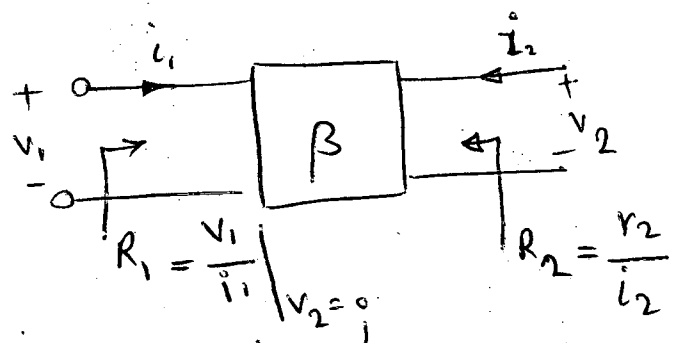 i₁ i₂
+ +
V₁ β V₂
- -
R₁ = V₁/i₁ |V₂=0 R₂ = V₂/i₂